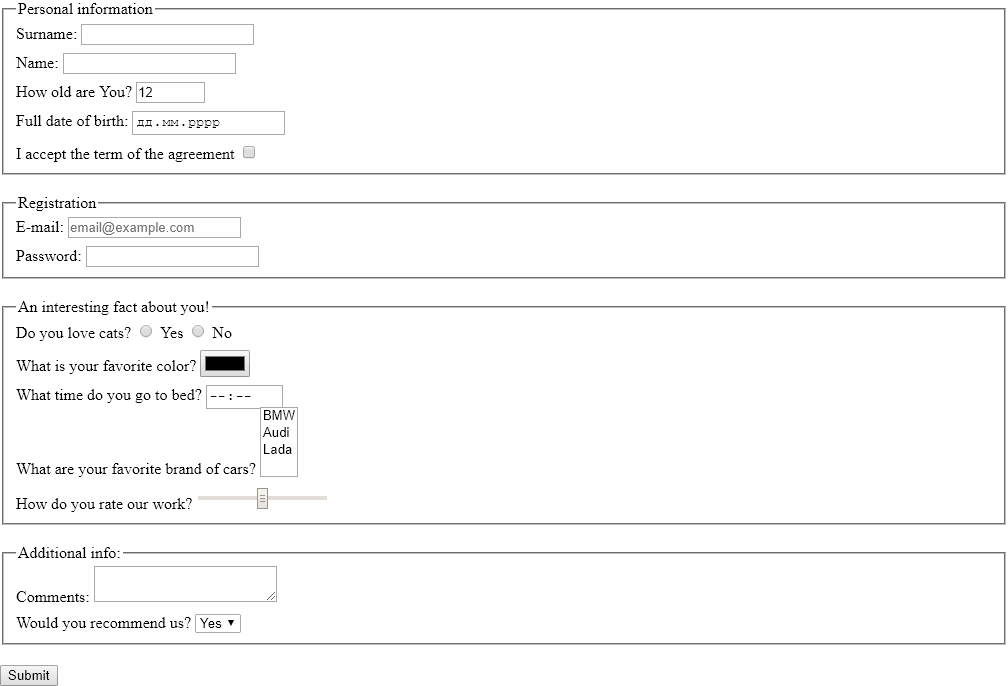 Personal information
Surname:
Name:
How old are You? 12
Full date of birth: дд.мм.рррр
I accept the term of the agreement
Registration
E-mail: email@example.com
Password:
An interesting fact about you!
Do you love cats? Yes No
What is your favorite color?
What time do you go to bed? --:--
BMW
Audi
Lada
What are your favorite brand of cars?
How do you rate our work?
Additional info:
Comments:
Would you recommend us? Yes
Submit